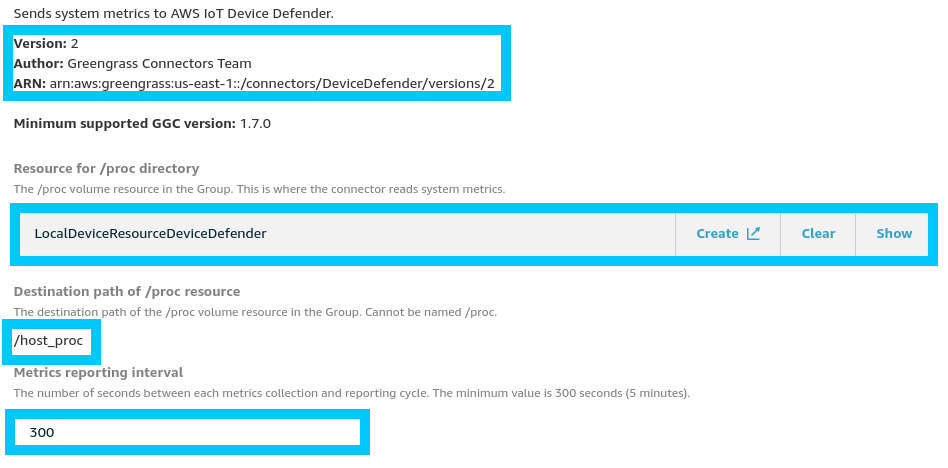 Sends system metrics to AWS IoT Device Defender.
Version: 2
Author: Greengrass Connectors Team
ARN: arn:aws:greengrass:us-east-1::/connectors/DeviceDefender/versions/2
Minimum supported GGC version: 1.7.0
Resource for /proc directory
The /proc volume resource in the Group. This is where the connector reads system metrics.
LocalDeviceResourceDeviceDefender Create Clear Show
Destination path of /proc resource
The destination path of the /proc volume resource in the Group. Cannot be named /proc.
/host_proc
Metrics reporting interval
The number of seconds between each metrics collection and reporting cycle. The minimum value is 300 seconds (5 minutes).
300